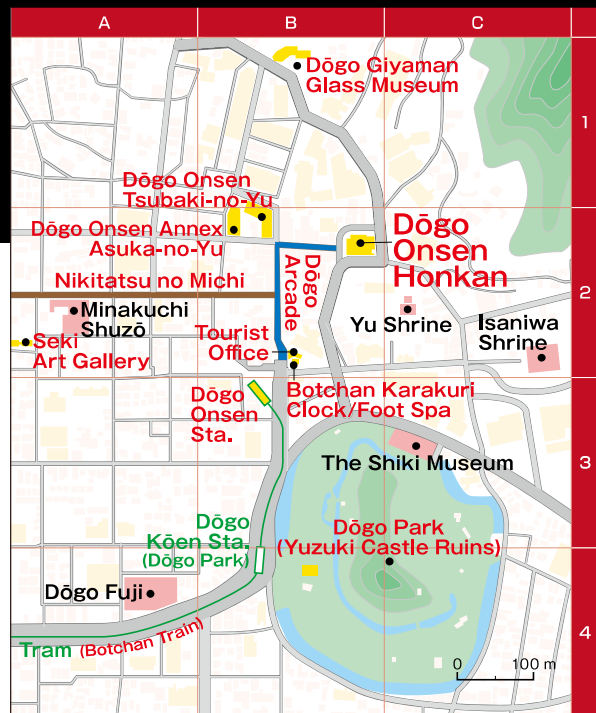 A
B
C
1
2
3
4
Dōgo Giyaman
Glass Museum
Dōgo Onsen
Tsubaki-no-Yu
Dōgo Onsen Annex
Asuka-no-Yu
Dōgo
Onsen
Honkan
Nikitatsu no Michi
Dōgo
Arcade
Minakuchi
Shuzō
Seki
Art Gallery
Tourist
Office
Yu Shrine
Isaniwa
Shrine
Dōgo
Onsen
Sta.
Botchan Karakuri
Clock/Foot Spa
The Shiki Museum
Dōgo
Kōen Sta.
(Dōgo Park)
Dōgo Park
(Yuzuki Castle Ruins)
Dōgo Fuji
Tram (Botchan Train)
0 100 m